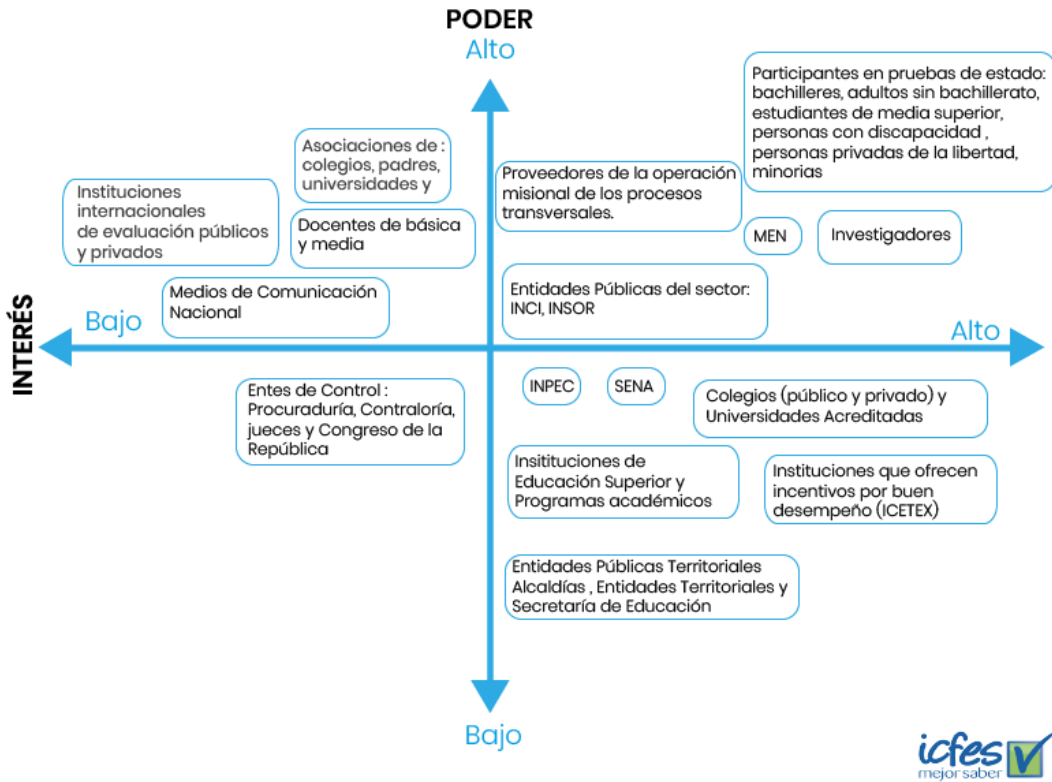 PODER
Alto
Participantes en pruebas de estado:
bachilleres, adultos sin bachillerato,
estudiantes de media superior,
personas con discapacidad ,
personas privadas de la libertad,
minorias
Asociaciones de :
colegios, padres,
universidades y
Proveedores de la operación
misional de los procesos
transversales.
Instituciones
internacionales
de evaluación públicos
y privados
Docentes de básica
y media
MEN
Investigadores
Medios de Comunicación
Nacional
Entidades Públicas del sector:
INCI, INSOR
INTERÉS
Bajo
Alto
Entes de Control :
Procuraduría, Contraloría,
jueces y Congreso de la
República
INPEC
SENA
Colegios (público y privado) y
Universidades Acreditadas
Insitituciones de
Educación Superior y
Programas académicos
Instituciones que ofrecen
incentivos por buen
desempeño (ICETEX)
Entidades Públicas Territoriales
Alcaldías , Entidades Territoriales y
Secretaría de Educación
Bajo
icfes
mejor saber